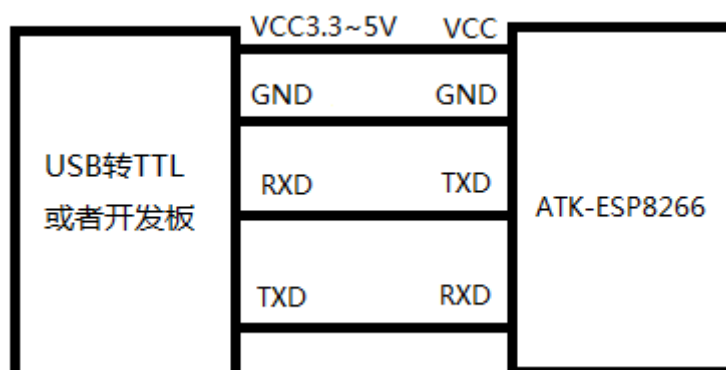 VCC3.3~5V VCC
GND GND
USB转TTL
或者开发板
RXD TXD
ATK-ESP8266
TXD RXD